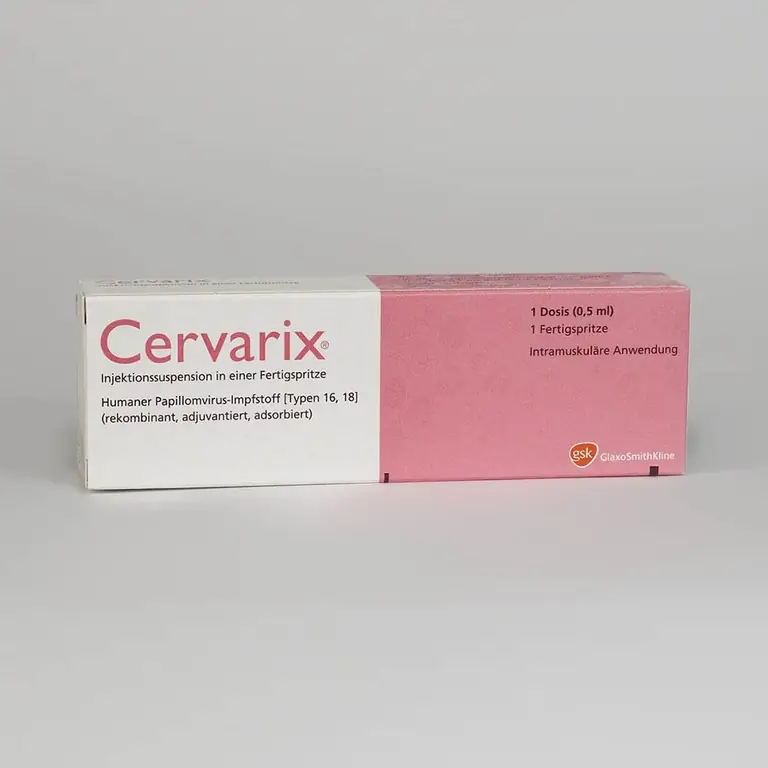 Cervarix
Cervarix®
Injektionssuspension in einer Fertigspritze
Humaner Papillomvirus-Impfstoff [Typen 16, 18]
(rekombinant, adjuvantiert, adsorbiert)
1 Dosis (0,5 ml)
1 Fertigspritze
Intramuskuläre Anwendung
gsk GlaxoSmithKline